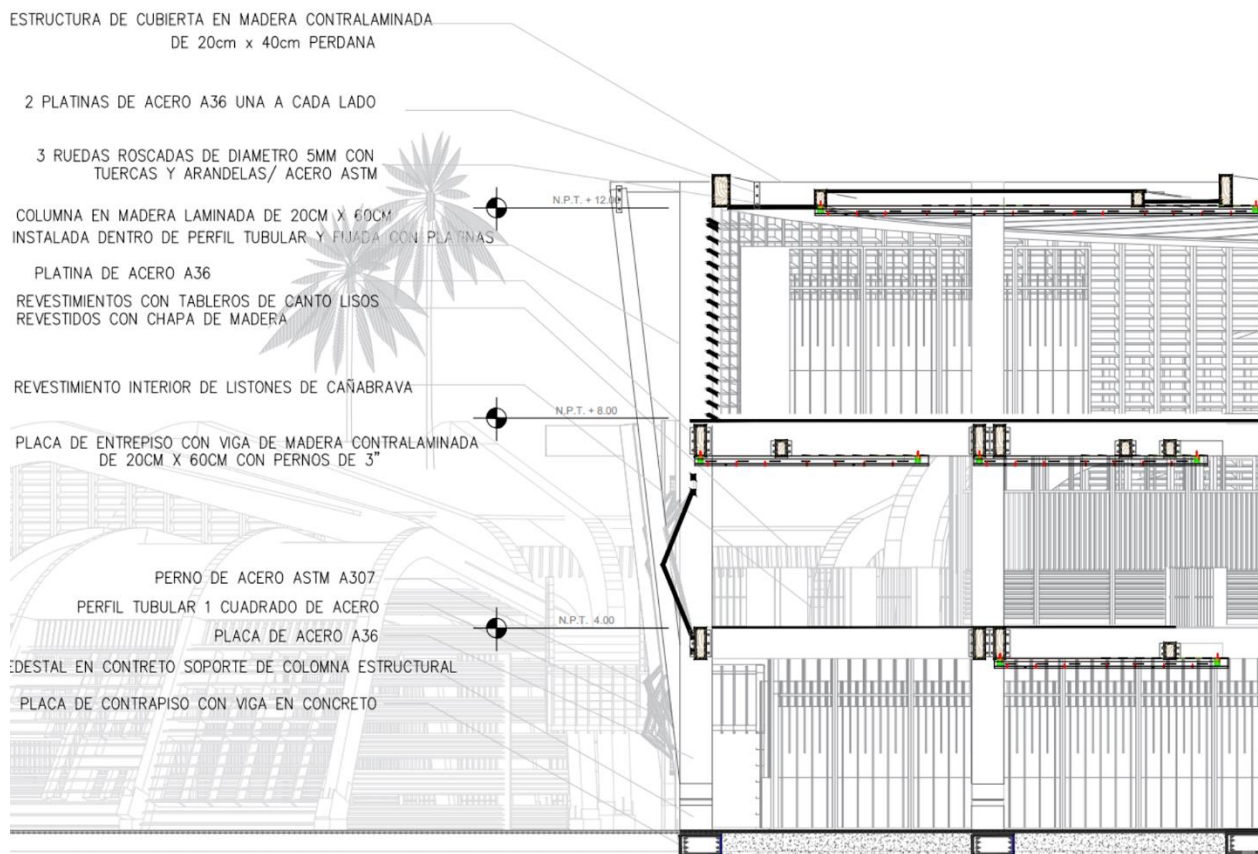 ESTRUCTURA DE CUBIERTA EN MADERA CONTRALAMINADA
DE 20cm x 40cm PERDANA
2 PLATINAS DE ACERO A36 UNA A CADA LADO
3 RUEDAS ROSCADAS DE DIAMETRO 5MM CON
TUERCAS Y ARANDELAS/ ACERO ASTM
N.P.T. + 12.00
COLUMNA EN MADERA LAMINADA DE 20CM X 60CM
INSTALADA DENTRO DE PERFIL TUBULAR Y FIJADA CON PLATINAS
PLATINA DE ACERO A36
REVESTIMIENTOS CON TABLEROS DE CANTO LISOS
REVESTIDOS CON CHAPA DE MADERA
REVESTIMIENTO INTERIOR DE LISTONES DE CAÑABRAVA
N.P.T. + 8.00
PLACA DE ENTREPISO CON VIGA DE MADERA CONTRALAMINADA
DE 20CM X 60CM CON PERNOS DE 3”
PERNO DE ACERO ASTM A307
PERFIL TUBULAR 1 CUADRADO DE ACERO
N.P.T. 4.00
PLACA DE ACERO A36
EDESTAL EN CONTRETO SOPORTE DE COLOMNA ESTRUCTURAL
PLACA DE CONTRAPISO CON VIGA EN CONCRETO